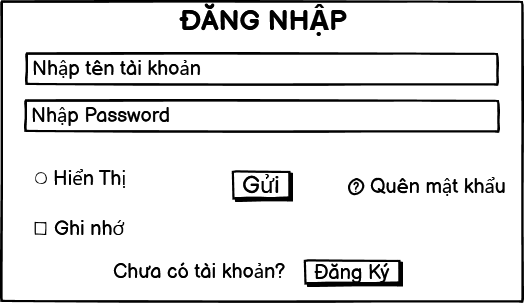 ĐĂNG NHẬP
Nhập tên tài khoản
Nhập Password
Hiển Thị
Gửi
Quên mật khẩu
Ghi nhớ
Chưa có tài khoản? Đăng Ký